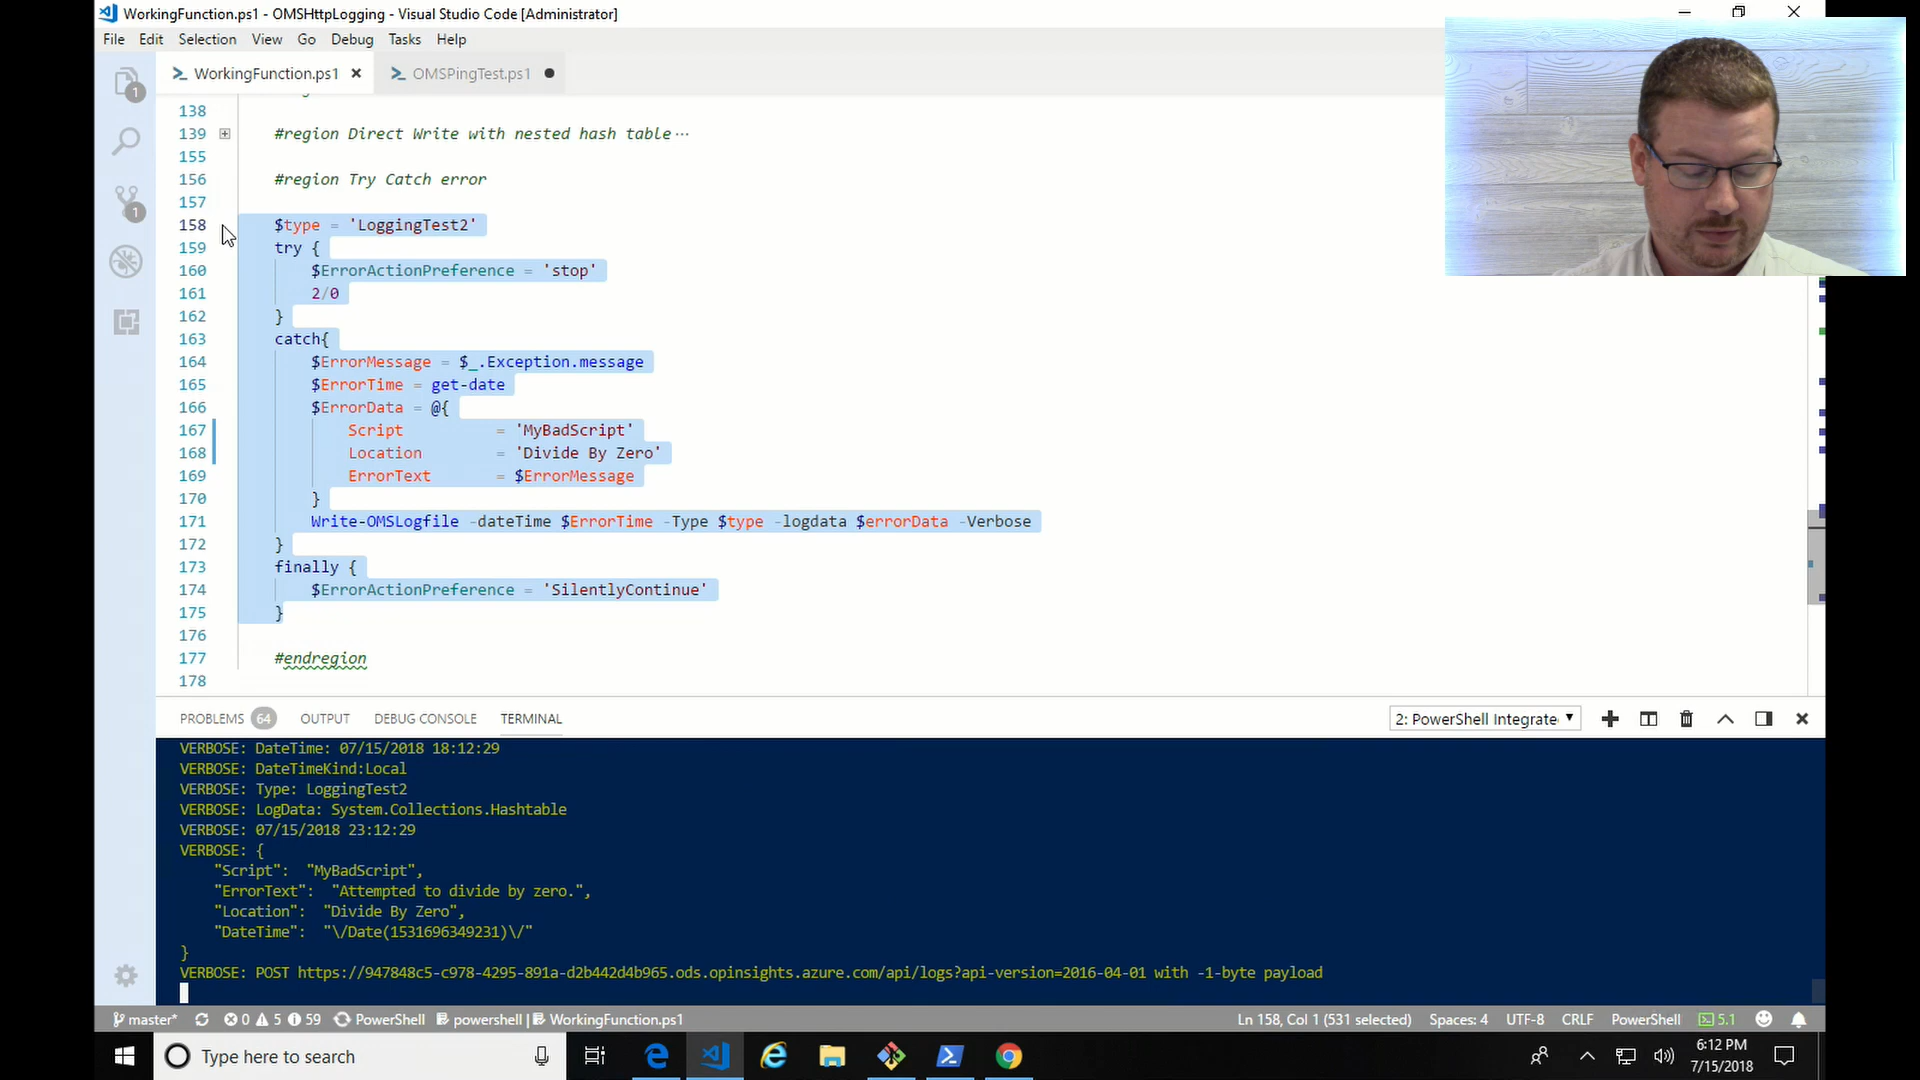 WorkingFunction.ps1 - OMSHttpLogging - Visual Studio Code [Administrator]
File Edit Selection View Go Debug Tasks Help
WorkingFunction.ps1 OMSPingTest.ps1
138
139 #region Direct Write with nested hash table ...
155
156 #region Try Catch error
157
158 $type = 'LoggingTest2'
159 try {
160 $ErrorActionPreference = 'stop'
161 2/0
162 }
163 catch{
164 $ErrorMessage = $_.Exception.message
165 $ErrorTime = get-date
166 $ErrorData = @{
167 Script = 'MyBadScript'
168 Location = 'Divide By Zero'
169 ErrorText = $ErrorMessage
170 }
171 Write-OMSLogfile -dateTime $ErrorTime -Type $type -logdata $errorData -Verbose
172 }
173 finally {
174 $ErrorActionPreference = 'SilentlyContinue'
175 }
176
177 #endregion
178
PROBLEMS 64 OUTPUT DEBUG CONSOLE TERMINAL 2: PowerShell Integrate
VERBOSE: DateTime: 07/15/2018 18:12:29
VERBOSE: DateTimeKind:Local
VERBOSE: Type: LoggingTest2
VERBOSE: LogData: System.Collections.Hashtable
VERBOSE: 07/15/2018 23:12:29
VERBOSE: {
"Script": "MyBadScript",
"ErrorText": "Attempted to divide by zero.",
"Location": "Divide By Zero",
"DateTime": "\/Date(1531696349231)\/"
}
VERBOSE: POST https://947848c5-c978-4295-891a-d2b442d4b965.ods.opinsights.azure.com/api/logs?api-version=2016-04-01 with -1-byte payload
master* 0 5 59 PowerShell powershell | WorkingFunction.ps1 Ln 158, Col 1 (531 selected) Spaces: 4 UTF-8 CRLF PowerShell 5.1
Type here to search
6:12 PM
7/15/2018